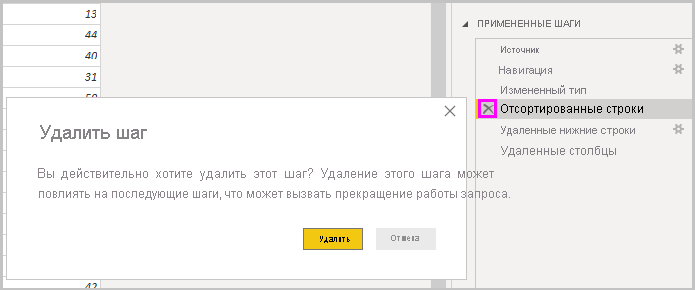 13
44
40
31
ПРИМЕНЕННЫЕ ШАГИ
Источник
Навигация
Измененный тип
Отсортированные строки
Удаленные нижние строки
Удаленные столбцы
Удалить шаг
Вы действительно хотите удалить этот шаг? Удаление этого шага может
повлиять на последующие шаги, что может вызвать прекращение работы запроса.
Удалить
Отмена
42